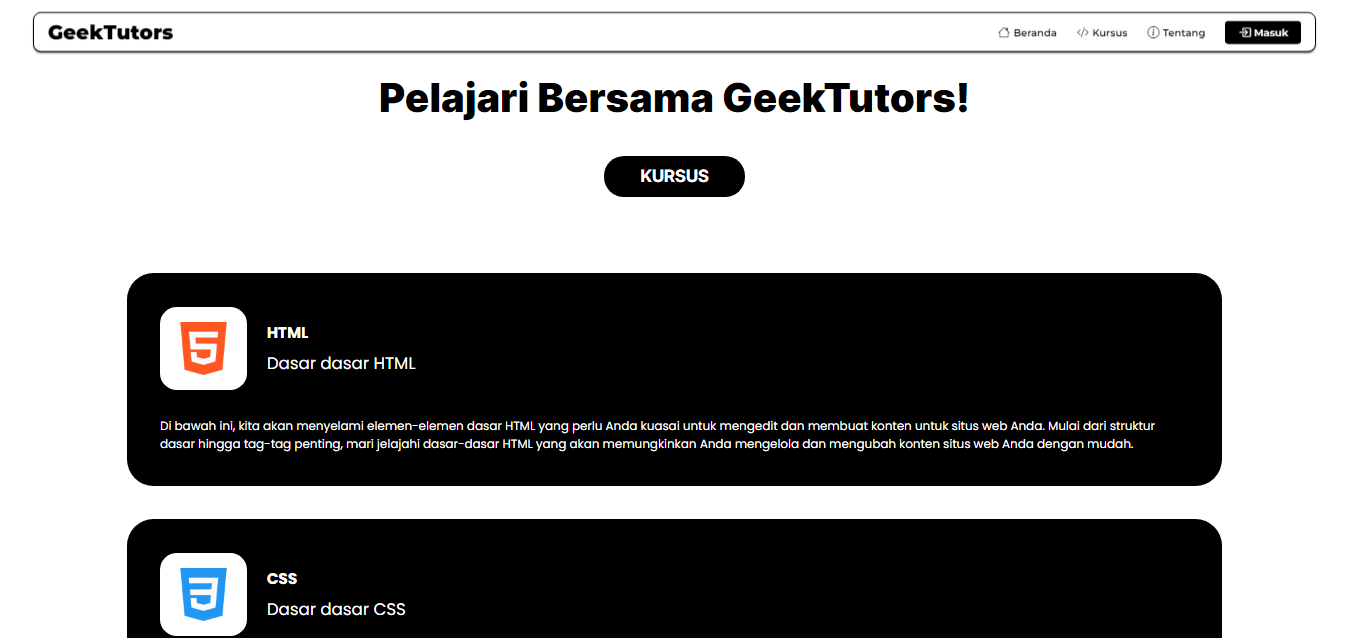 GeekTutors
Beranda
Kursus
Tentang
Masuk
Pelajari Bersama GeekTutors!
KURSUS
HTML
Dasar dasar HTML
Di bawah ini, kita akan menyelami elemen-elemen dasar HTML yang perlu Anda kuasai untuk mengedit dan membuat konten untuk situs web Anda. Mulai dari struktur
dasar hingga tag-tag penting, mari jelajahi dasar-dasar HTML yang akan memungkinkan Anda mengelola dan mengubah konten situs web Anda dengan mudah.
CSS
Dasar dasar CSS